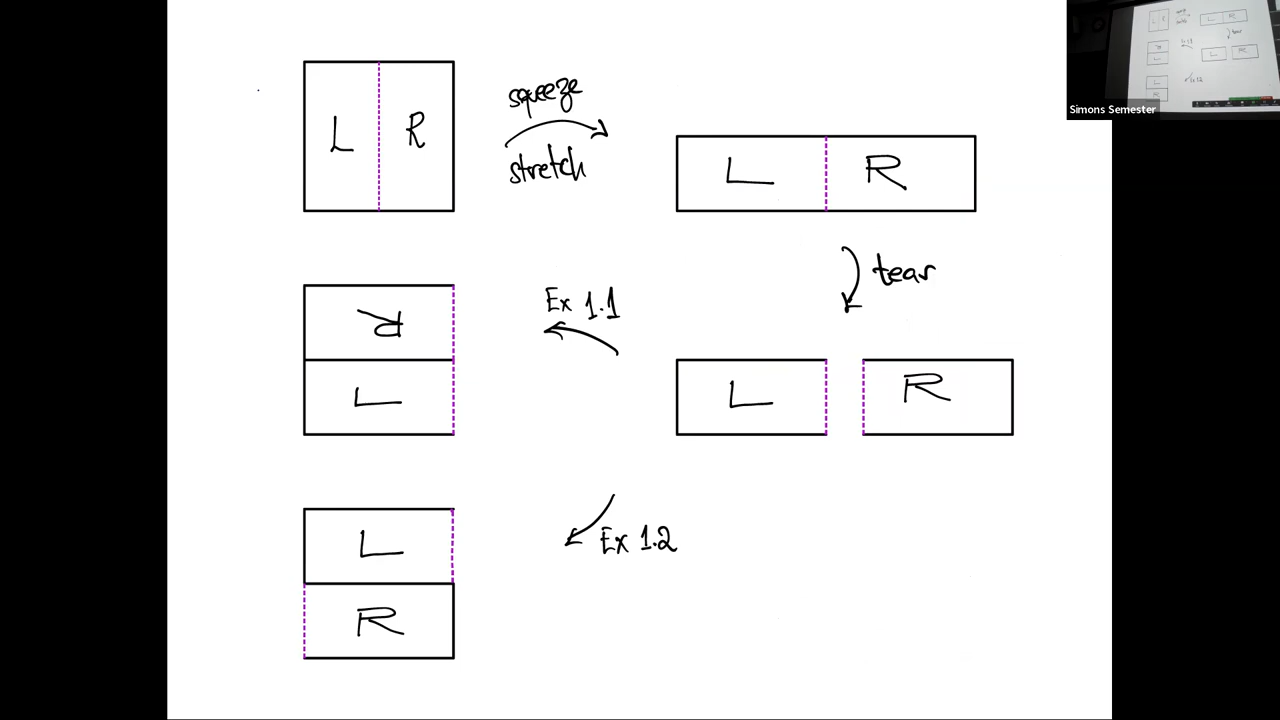 L R
squeeze
stretch
L R
tear
R
L
Ex 1.1
L R
L
R
Ex 1.2
Simons Semester